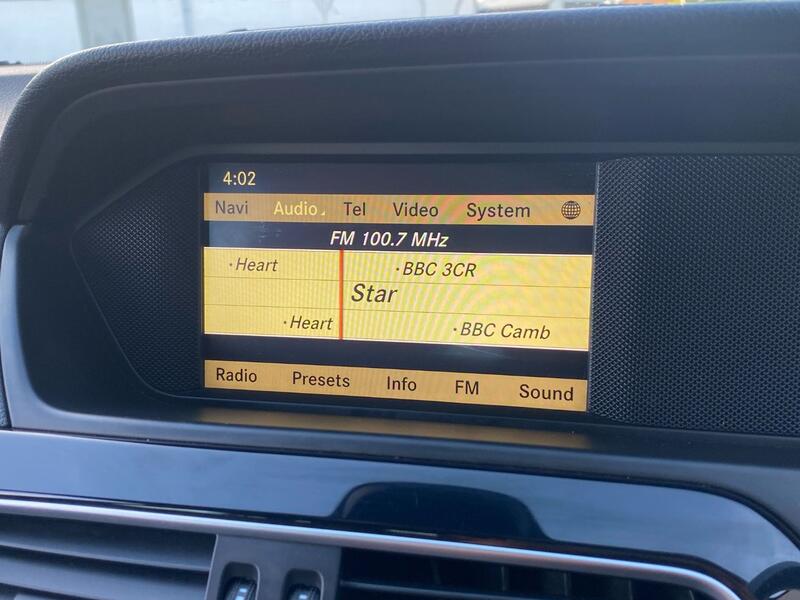 4:02
Navi Audio Tel Video System
FM 100.7 MHz
·Heart ·BBC 3CR
Star
·Heart ·BBC Camb
Radio Presets Info FM Sound